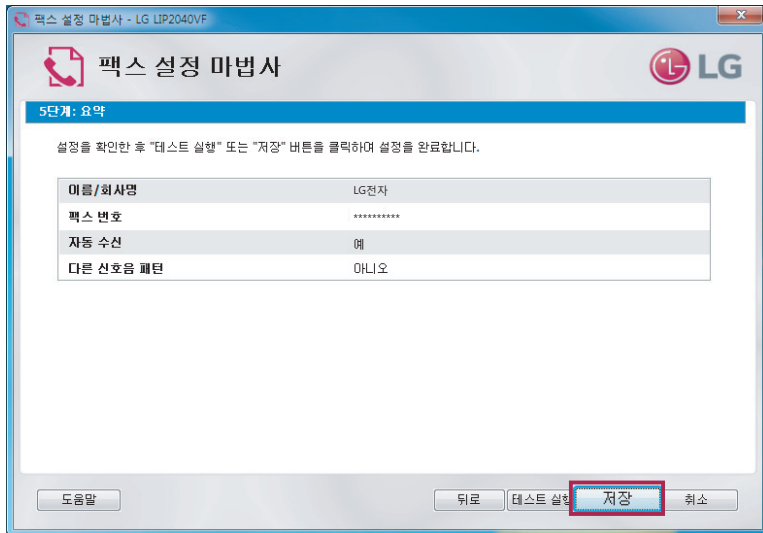 팩스 설정 마법사 - LG LIP2040VF
팩스 설정 마법사
LG
5단계: 요약
설정을 확인한 후 "테스트 실행" 또는 "저장" 버튼을 클릭하여 설정을 완료합니다.
이름/회사명 LG전자
팩스 번호 **********
자동 수신 예
다른 신호음 패턴 아니오
도움말 뒤로 테스트 실행 저장 취소